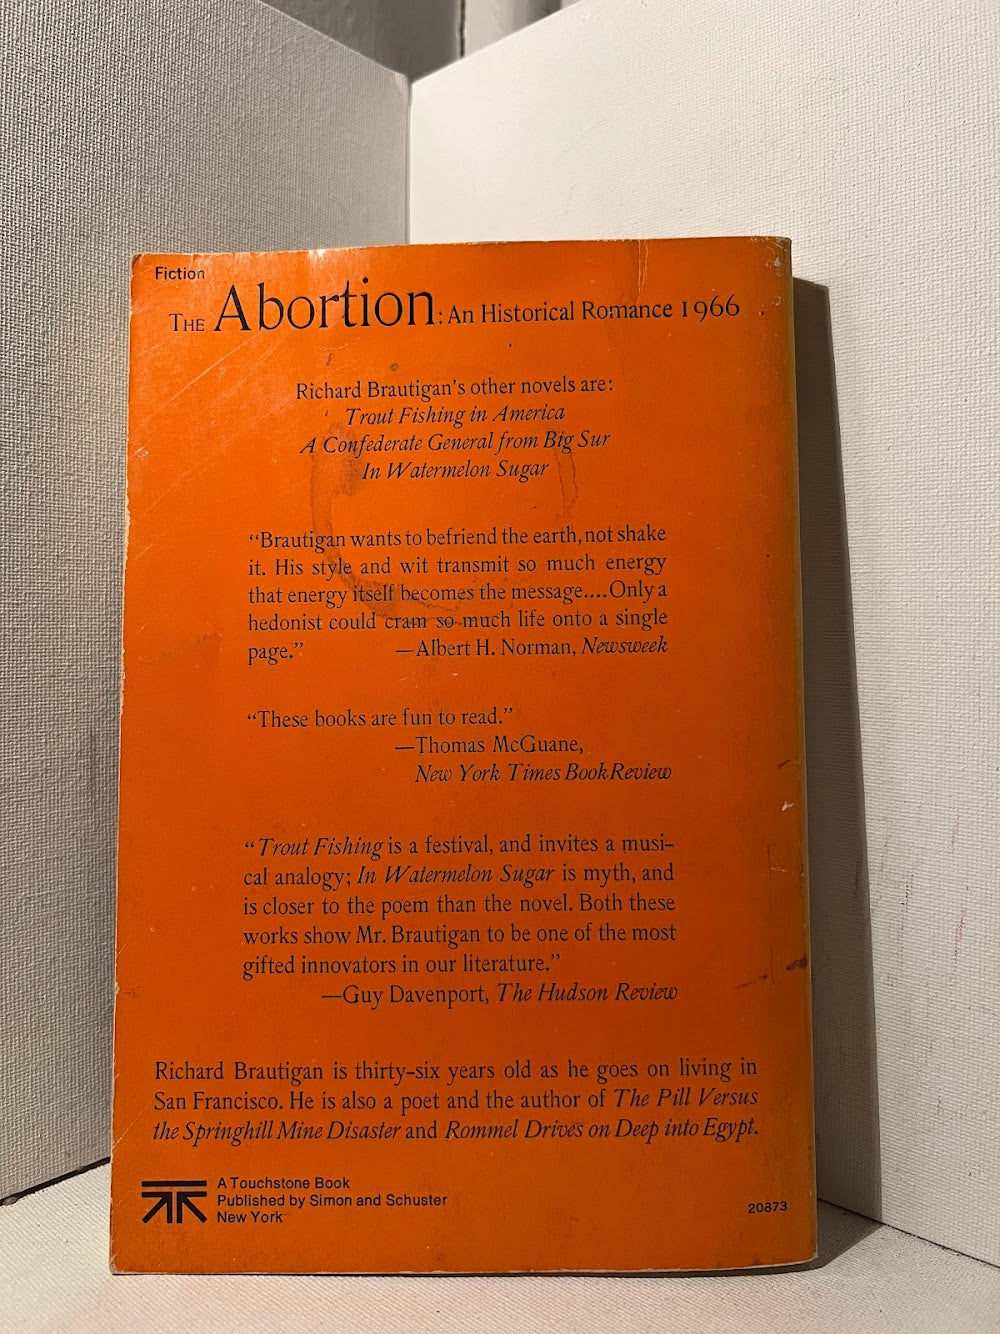 Fiction
THE Abortion: An Historical Romance 1966
Richard Brautigan's other novels are:
Trout Fishing in America
A Confederate General from Big Sur
In Watermelon Sugar
“Brautigan wants to befriend the earth, not shake
it. His style and wit transmit so much energy
that energy itself becomes the message....Only a
hedonist could cram so much life onto a single
page.” —Albert H. Norman, Newsweek
“These books are fun to read.”
—Thomas McGuane,
New York Times Book Review
“Trout Fishing is a festival, and invites a musi-
cal analogy; In Watermelon Sugar is myth, and
is closer to the poem than the novel. Both these
works show Mr. Brautigan to be one of the most
gifted innovators in our literature.”
—Guy Davenport, The Hudson Review
Richard Brautigan is thirty-six years old as he goes on living in
San Francisco. He is also a poet and the author of The Pill Versus
the Springhill Mine Disaster and Rommel Drives on Deep into Egypt.
A Touchstone Book
Published by Simon and Schuster
New York
20873